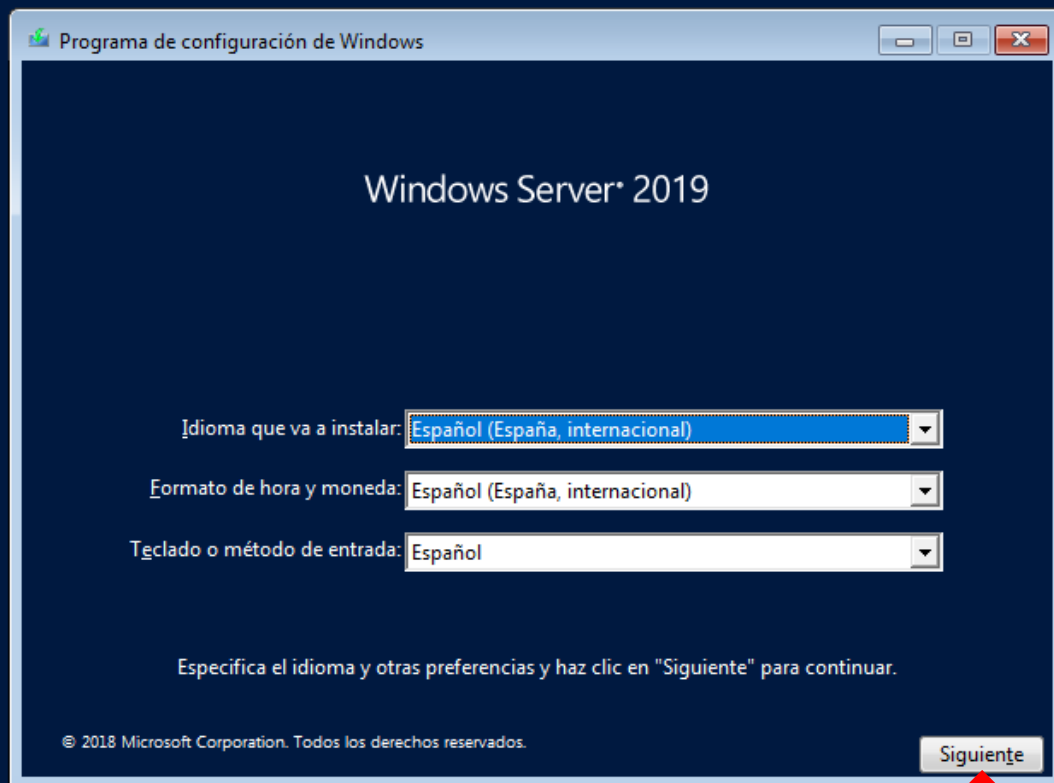 Programa de configuración de Windows
Windows Server® 2019
Idioma que va a instalar: Español (España, internacional)
Formato de hora y moneda: Español (España, internacional)
Teclado o método de entrada: Español
Especifica el idioma y otras preferencias y haz clic en "Siguiente" para continuar.
© 2018 Microsoft Corporation. Todos los derechos reservados.
Siguiente